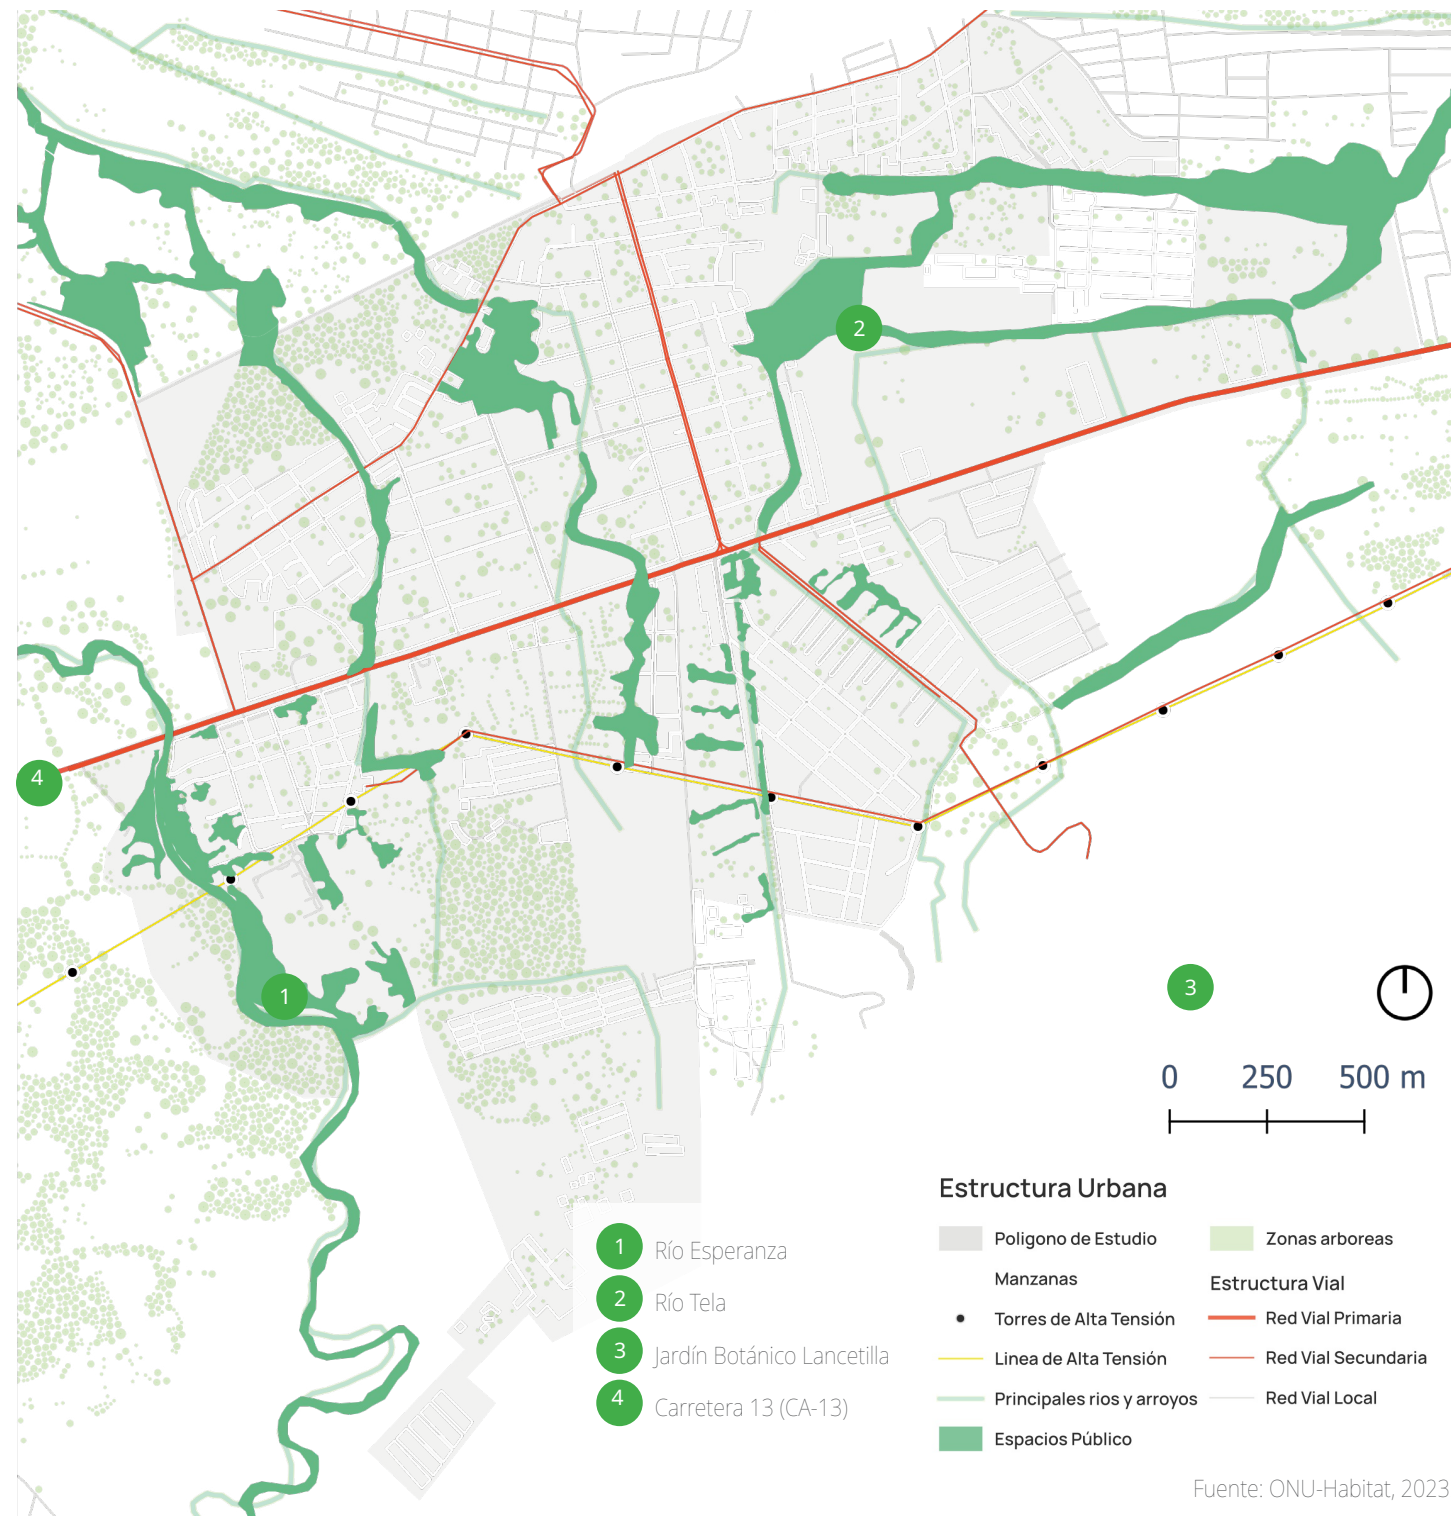 2
4
1
3
0 250 500 m
Estructura Urbana
Poligono de Estudio
Manzanas
Torres de Alta Tensión
Linea de Alta Tensión
Principales rios y arroyos
Espacios Público
Zonas arboreas
Estructura Vial
Red Vial Primaria
Red Vial Secundaria
Red Vial Local
1 Río Esperanza
2 Río Tela
3 Jardín Botánico Lancetilla
4 Carretera 13 (CA-13)
Fuente: ONU-Habitat, 2023